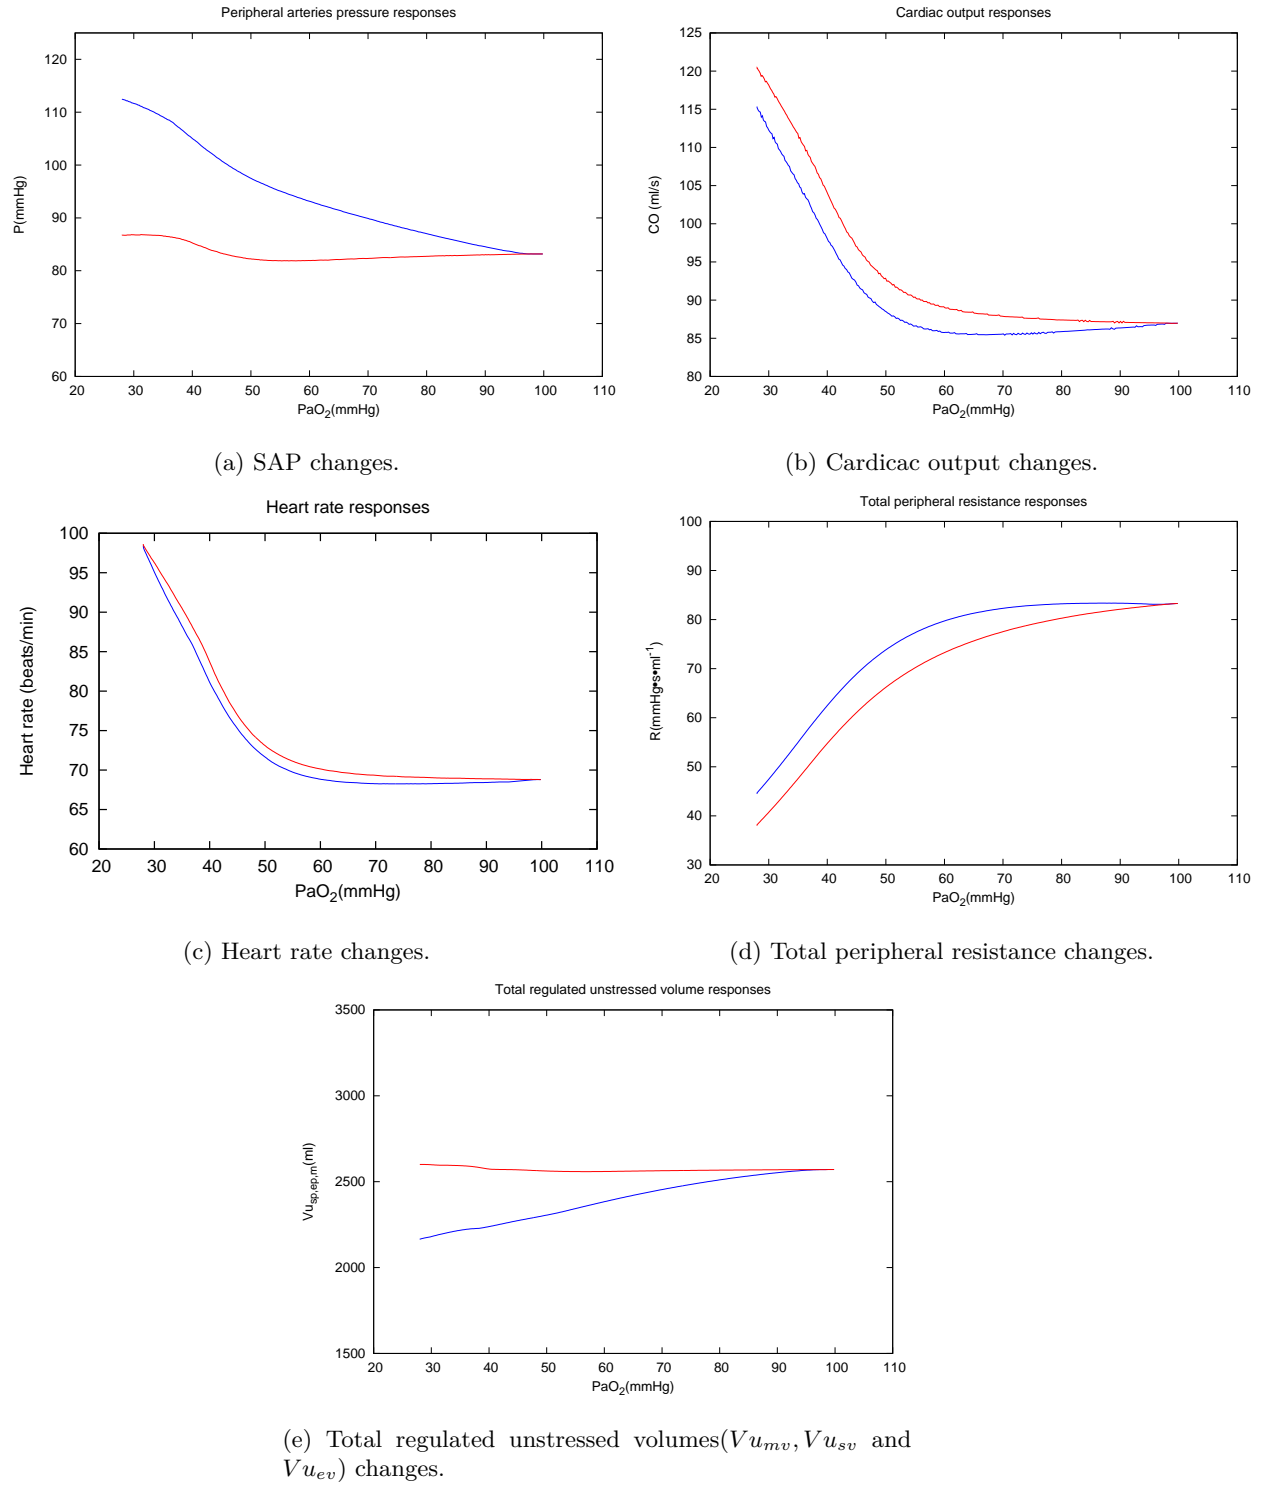 Peripheral arteries pressure responses
P(mmHg)
120
110
100
90
80
70
60
20 30 40 50 60 70 80 90 100 110
PaO2(mmHg)
(a) SAP changes.
Cardiac output responses
CO (ml/s)
125
120
115
110
105
100
95
90
85
80
20 30 40 50 60 70 80 90 100 110
PaO2(mmHg)
(b) Cardicac output changes.
Heart rate responses
Heart rate (beats/min)
100
95
90
85
80
75
70
65
60
20 30 40 50 60 70 80 90 100 110
PaO2(mmHg)
(c) Heart rate changes.
Total peripheral resistance responses
R(mmHg•s•ml-1)
100
90
80
70
60
50
40
30
20 30 40 50 60 70 80 90 100 110
PaO2(mmHg)
(d) Total peripheral resistance changes.
Total regulated unstressed volume responses
Vusp,ep,m(ml)
3500
3000
2500
2000
1500
20 30 40 50 60 70 80 90 100 110
PaO2(mmHg)
(e) Total regulated unstressed volumes(Vumv, Vusv and
Vuev) changes.